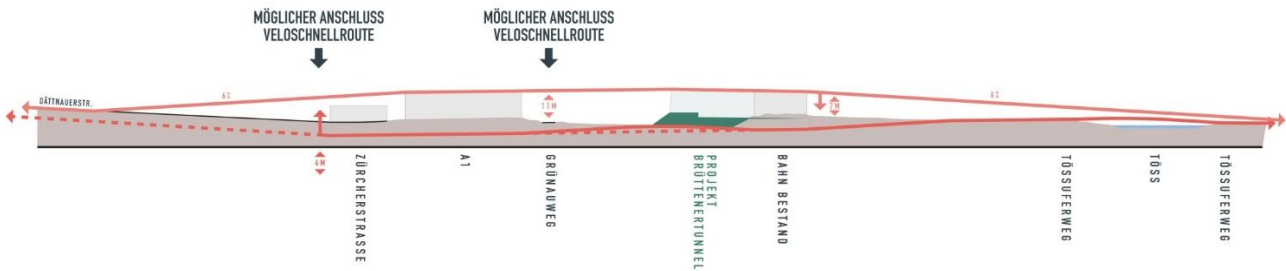 MÖGLICHER ANSCHLUSS
VELOSCHNELLROUTE
MÖGLICHER ANSCHLUSS
VELOSCHNELLROUTE
DÄTTNAUERSTR.
6%
11M
7M
6%
4M
ZÜRCHERSTRASSE
A1
GRÜNAUWEG
PROJEKT
BRÜTTENERTUNNEL
BAHN BESTAND
TÖSSUFERWEG
TÖSS
TÖSSUFERWEG